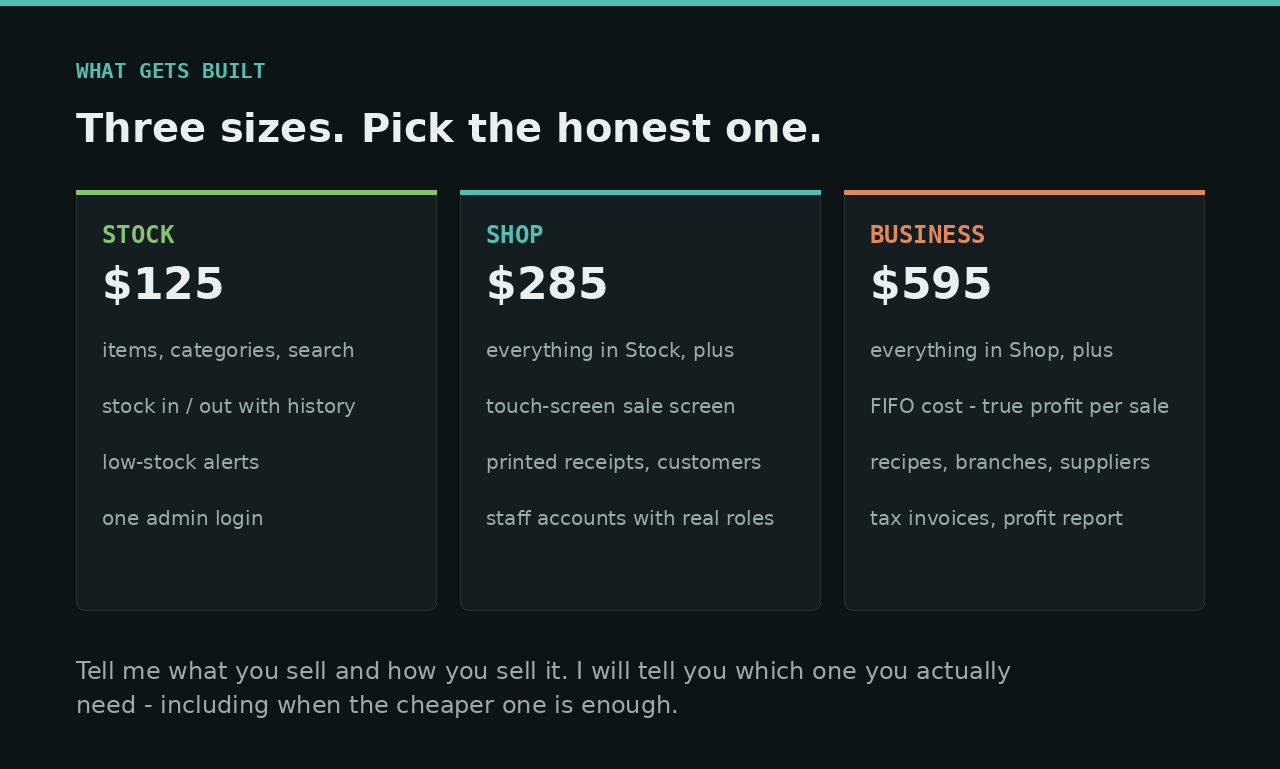 WHAT GETS BUILT
Three sizes. Pick the honest one.
STOCK
$125
items, categories, search
stock in / out with history
low-stock alerts
one admin login
SHOP
$285
everything in Stock, plus
touch-screen sale screen
printed receipts, customers
staff accounts with real roles
BUSINESS
$595
everything in Shop, plus
FIFO cost - true profit per sale
recipes, branches, suppliers
tax invoices, profit report
Tell me what you sell and how you sell it. I will tell you which one you actually
need - including when the cheaper one is enough.